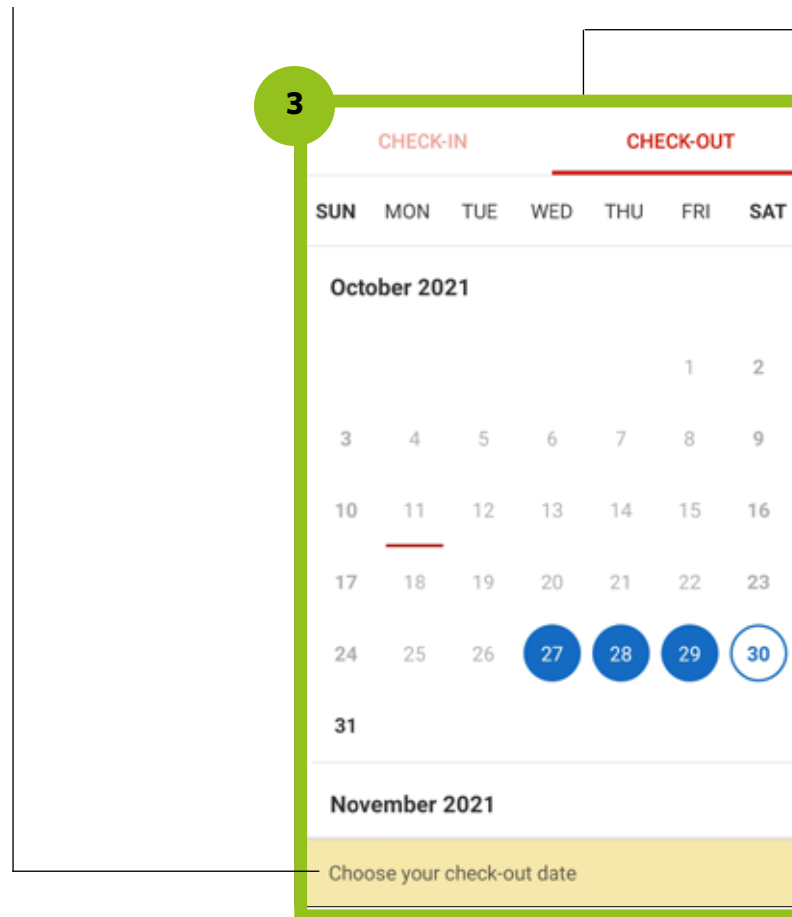 3
CHECK-IN CHECK-OUT
SUN MON TUE WED THU FRI SAT
October 2021
1 2
3 4 5 6 7 8 9
10 11 12 13 14 15 16
17 18 19 20 21 22 23
24 25 26 27 28 29 30
31
November 2021
Choose your check-out date